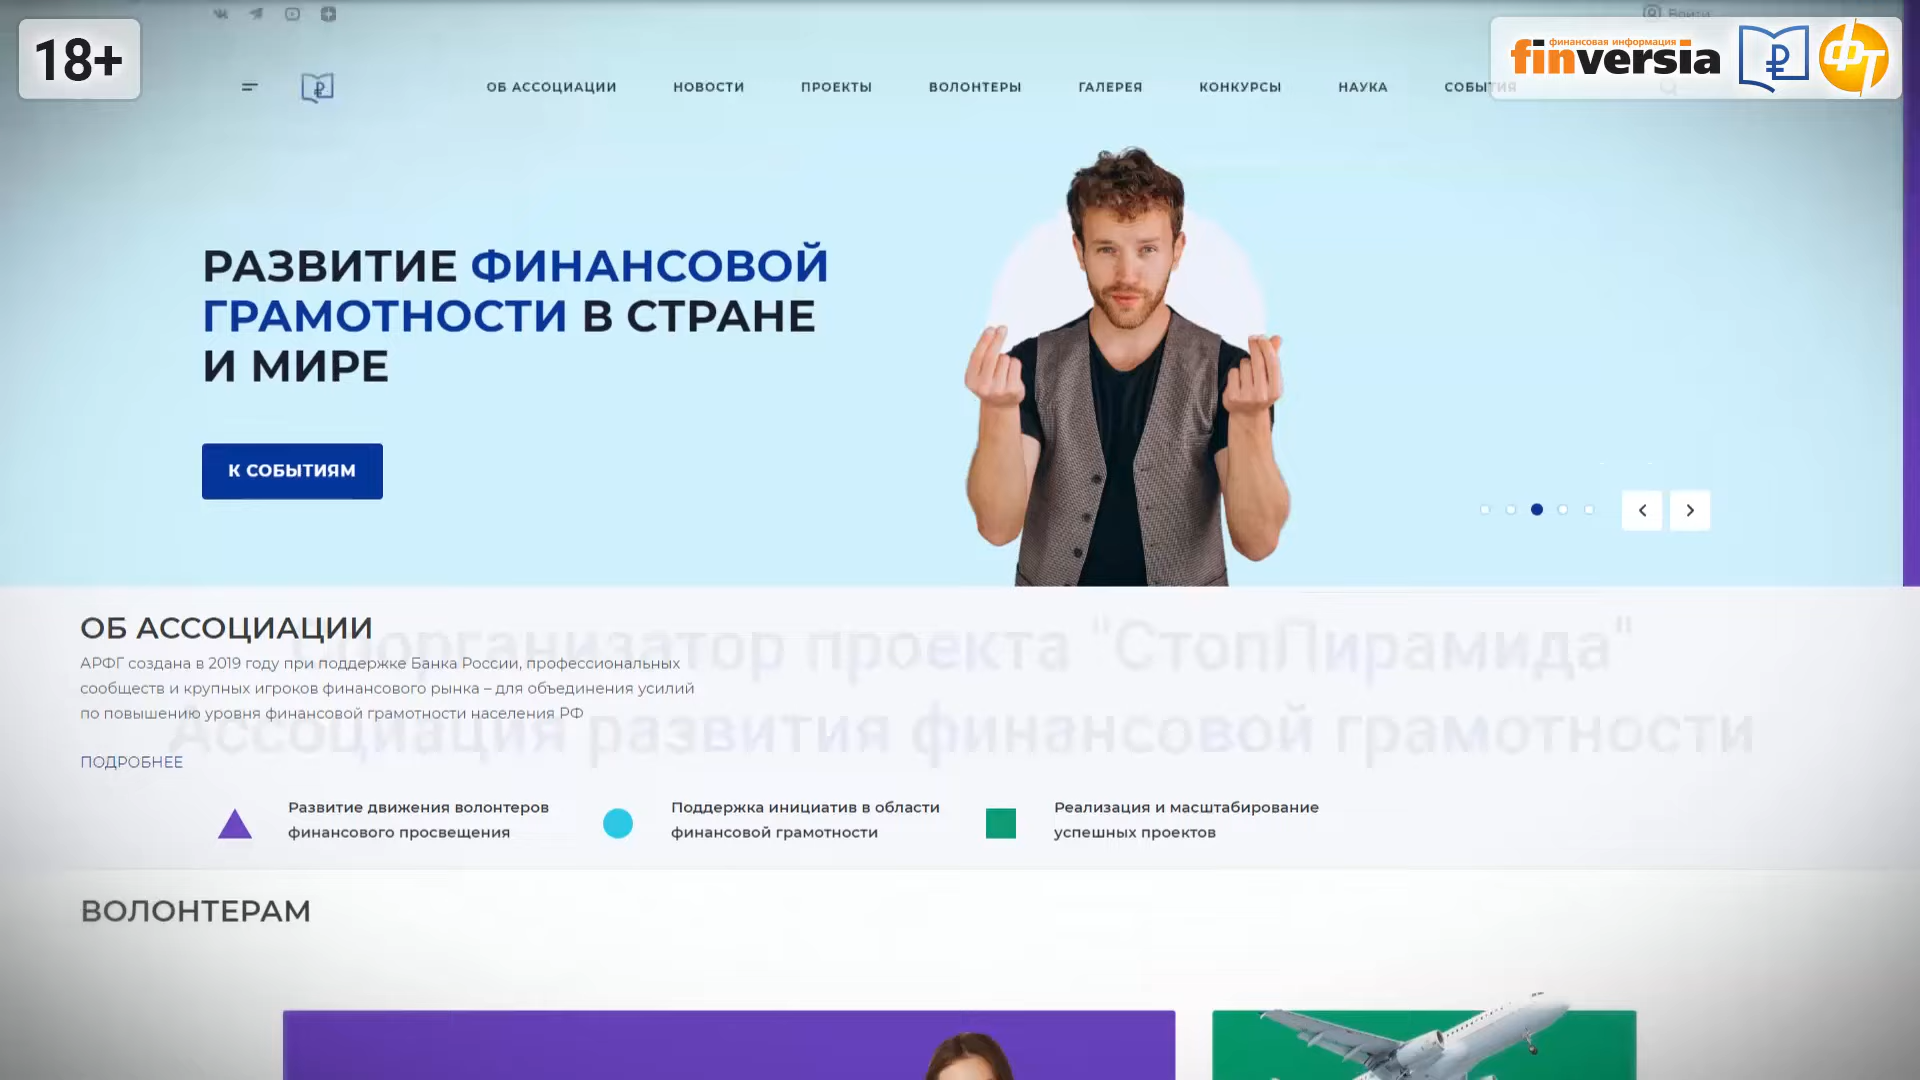 18+
Войти
финансовая информация
finversia
ФТ
ОБ АССОЦИАЦИИ
НОВОСТИ
ПРОЕКТЫ
ВОЛОНТЕРЫ
ГАЛЕРЕЯ
КОНКУРСЫ
НАУКА
СОБЫТИЯ
РАЗВИТИЕ ФИНАНСОВОЙ
ГРАМОТНОСТИ В СТРАНЕ
И МИРЕ
К СОБЫТИЯМ
ОБ АССОЦИАЦИИ
Соорганизатор проекта "СтопПирамида"
Ассоциация развития финансовой грамотности
АРФГ создана в 2019 году при поддержке Банка России, профессиональных
сообществ и крупных игроков финансового рынка – для объединения усилий
по повышению уровня финансовой грамотности населения РФ
ПОДРОБНЕЕ
Развитие движения волонтеров
финансового просвещения
Поддержка инициатив в области
финансовой грамотности
Реализация и масштабирование
успешных проектов
ВОЛОНТЕРАМ